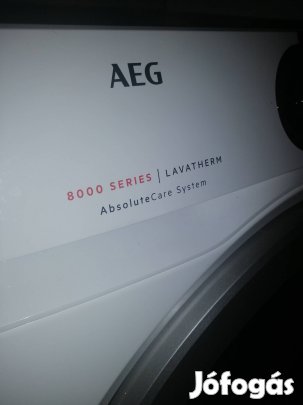 AEG
8000 SERIES | LAVATHERM
AbsoluteCare System
Jófogás